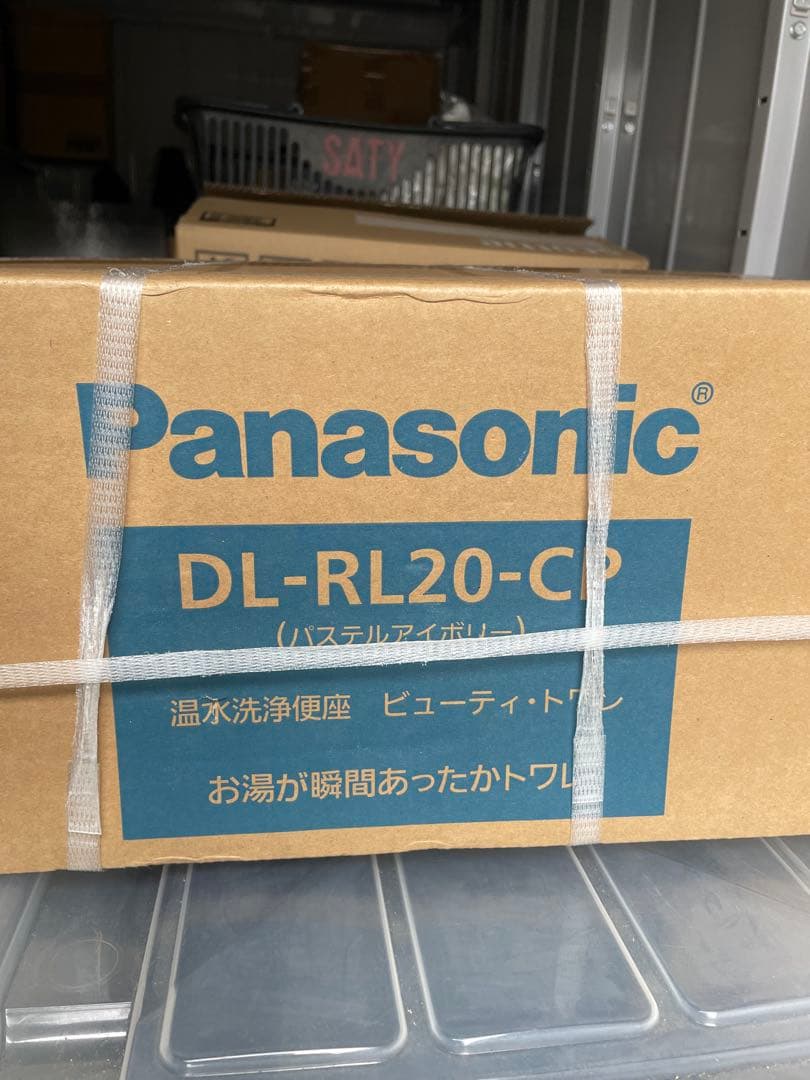 SATY
Panasonic®
DL-RL20-CP
(パステルアイボリー)
温水洗浄便座 ビューティ・トワレ
お湯が瞬間あったかトワレ